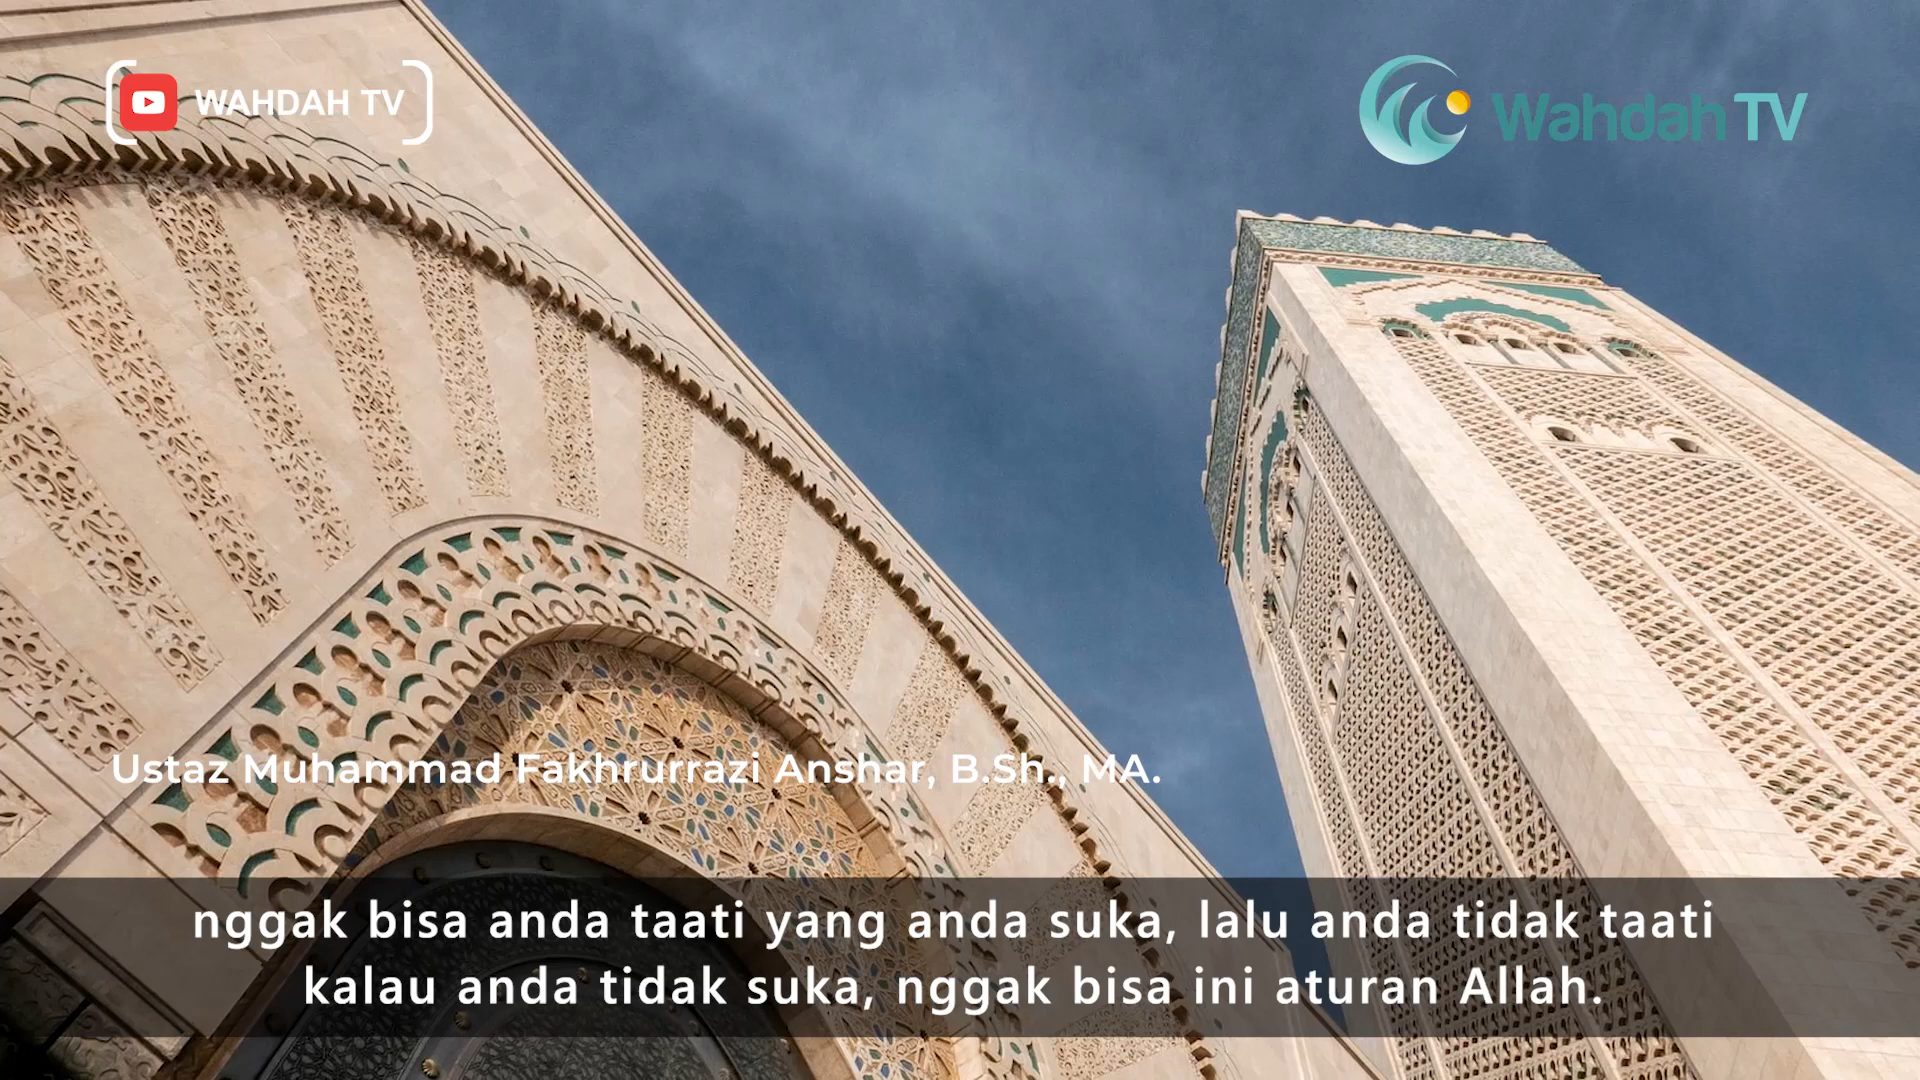 WAHDAH TV
Wahdah TV
Ustaz Muhammad Fakhrurrazi Anshar, B.Sh., MA.
nggak bisa anda taati yang anda suka, lalu anda tidak taati
kalau anda tidak suka, nggak bisa ini aturan Allah.